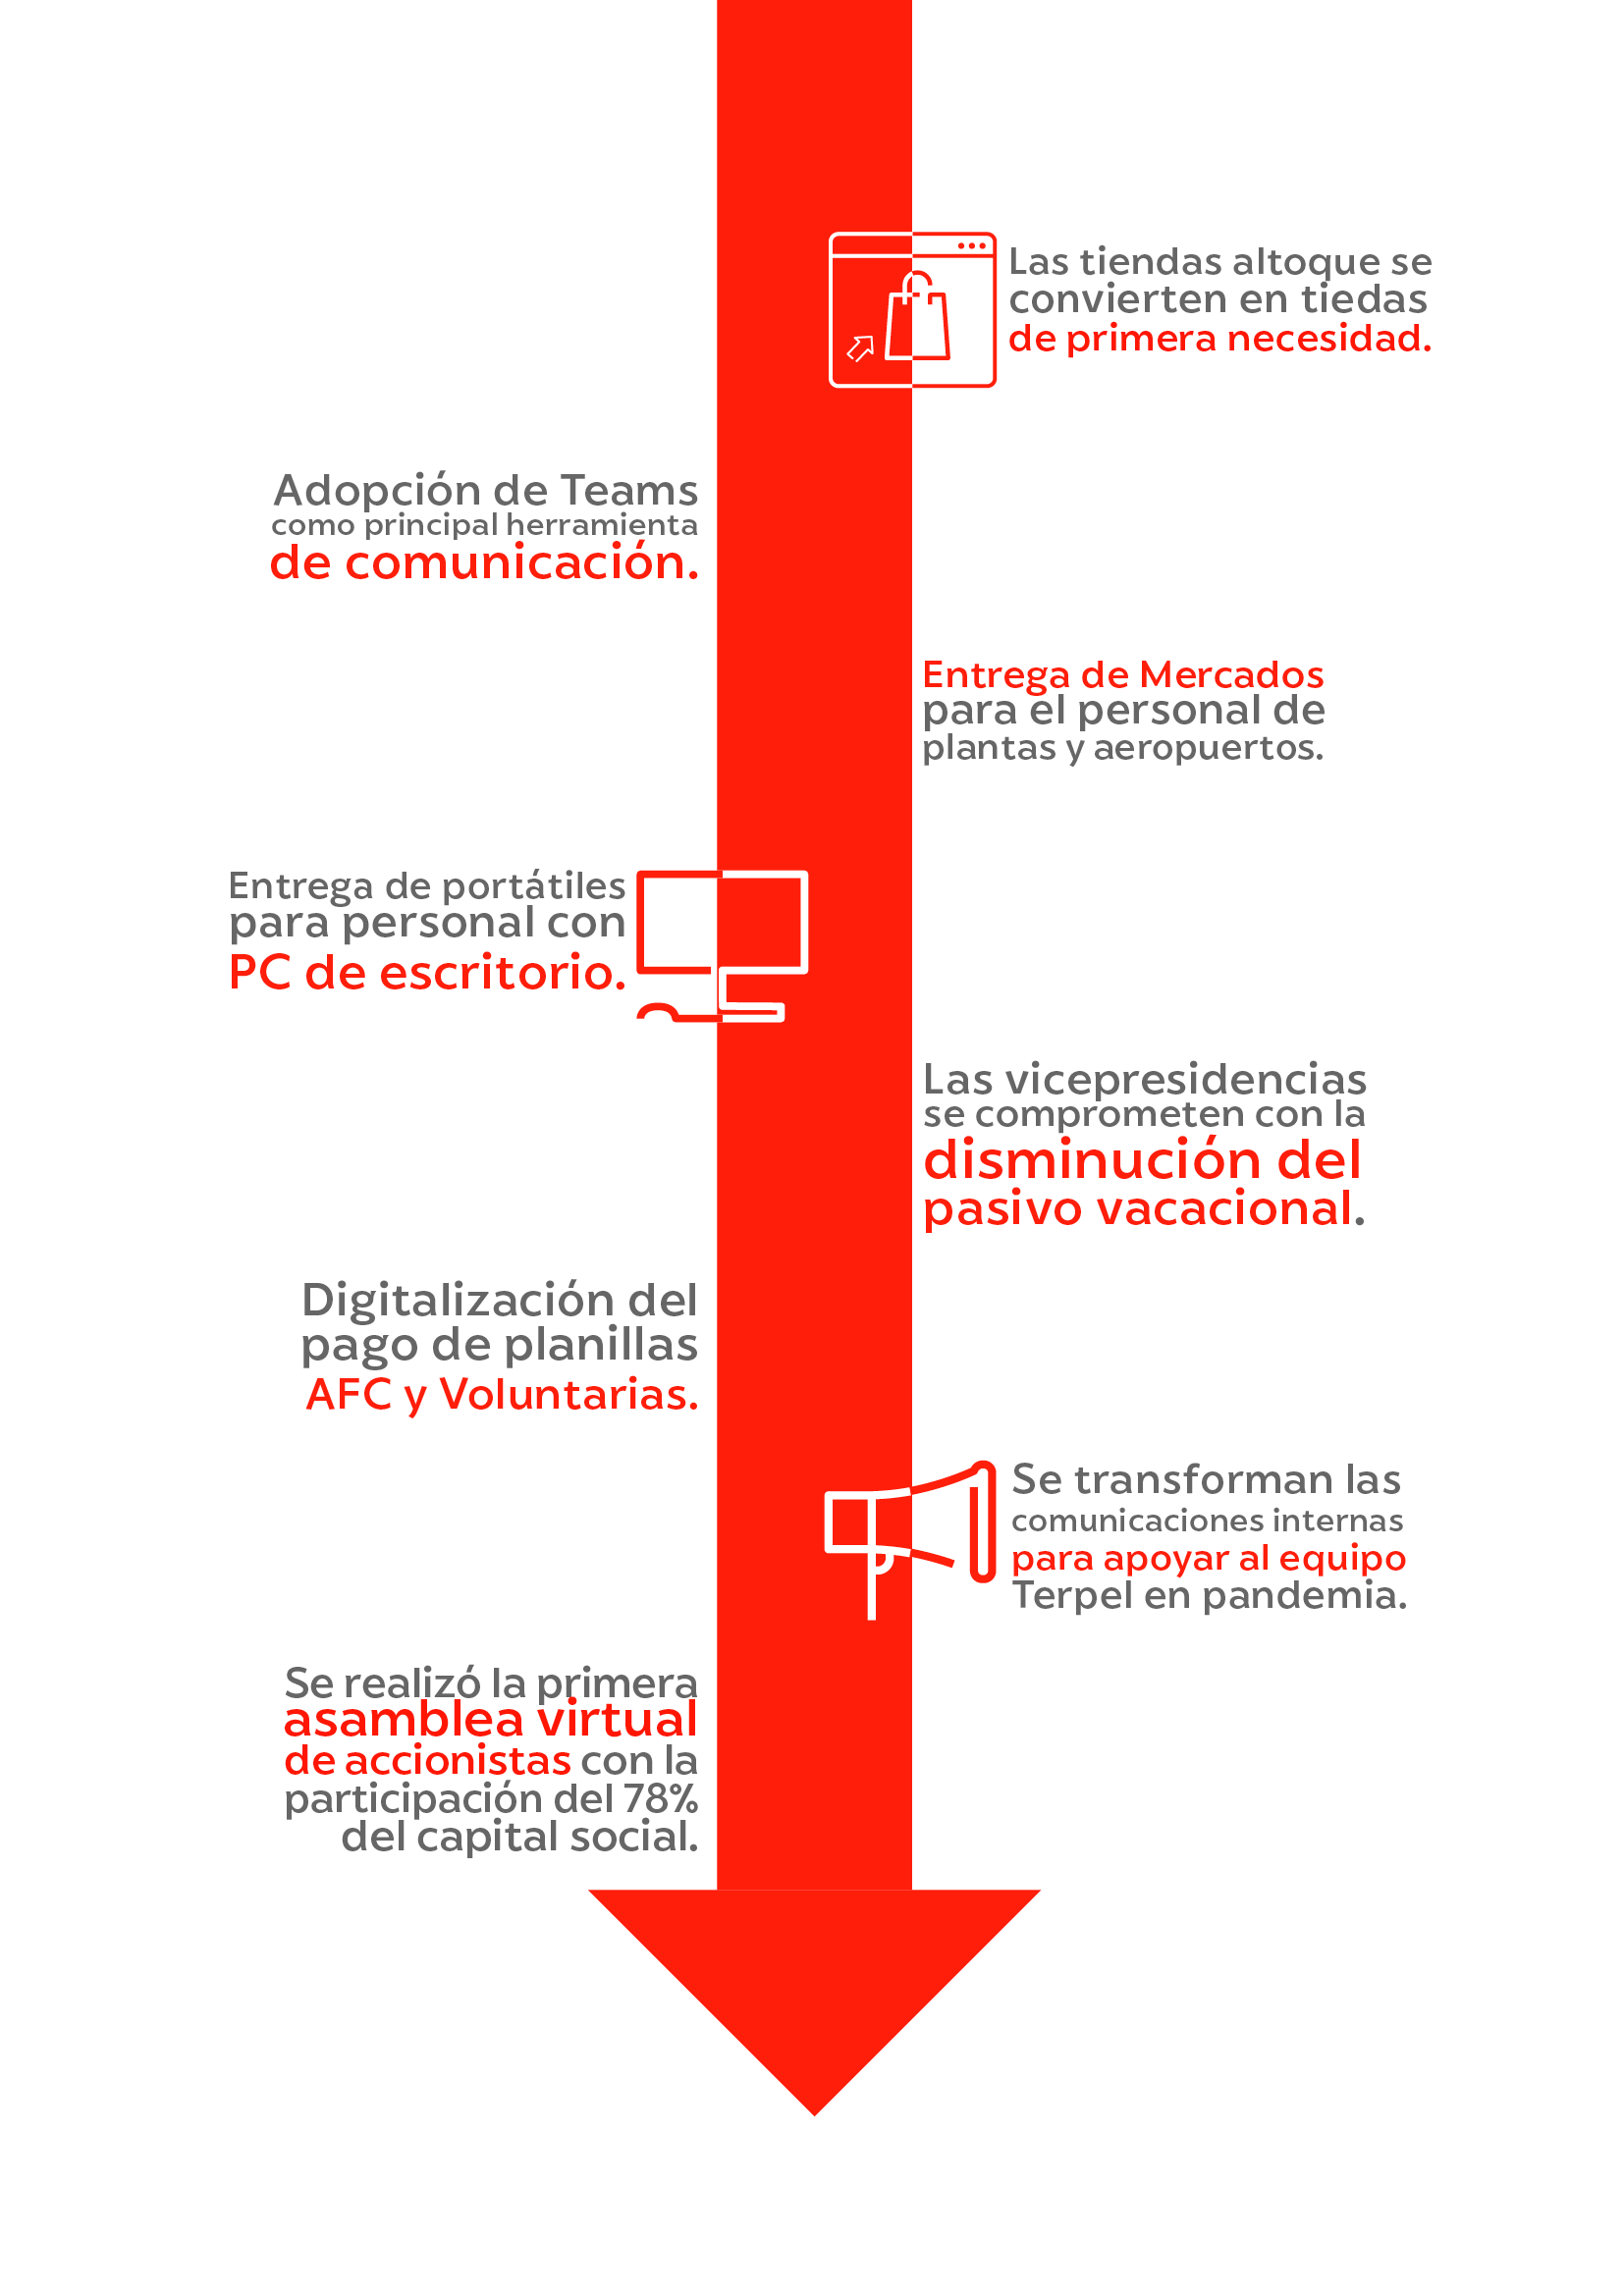 Las tiendas altoque se
convierten en tiedas
de primera necesidad.
Adopción de Teams
como principal herramienta
de comunicación.
Entrega de Mercados
para el personal de
plantas y aeropuertos.
Entrega de portátiles
para personal con
PC de escritorio.
Las vicepresidencias
se comprometen con la
disminución del
pasivo vacacional.
Digitalización del
pago de planillas
AFC y Voluntarias.
Se transforman las
comunicaciones internas
para apoyar al equipo
Terpel en pandemia.
Se realizó la primera
asamblea virtual
de accionistas con la
participación del 78%
del capital social.